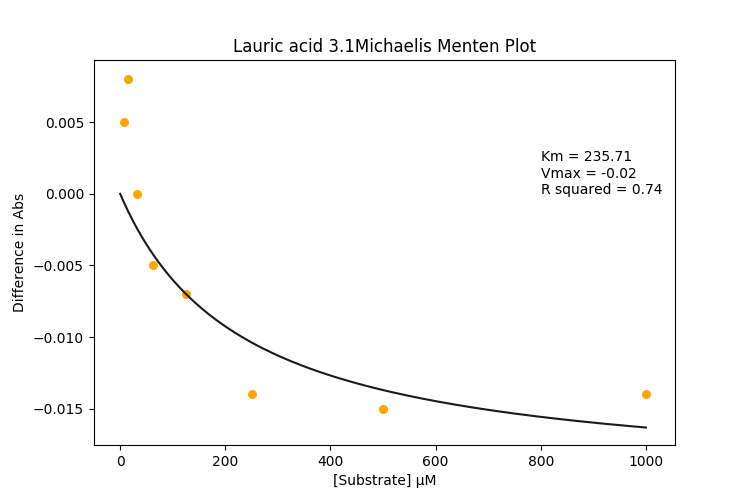 Lauric acid 3.1Michaelis Menten Plot
0.005
0.000
−0.005
−0.010
−0.015
Difference in Abs
Km = 235.71
Vmax = -0.02
R squared = 0.74
0 200 400 600 800 1000
[Substrate] μM